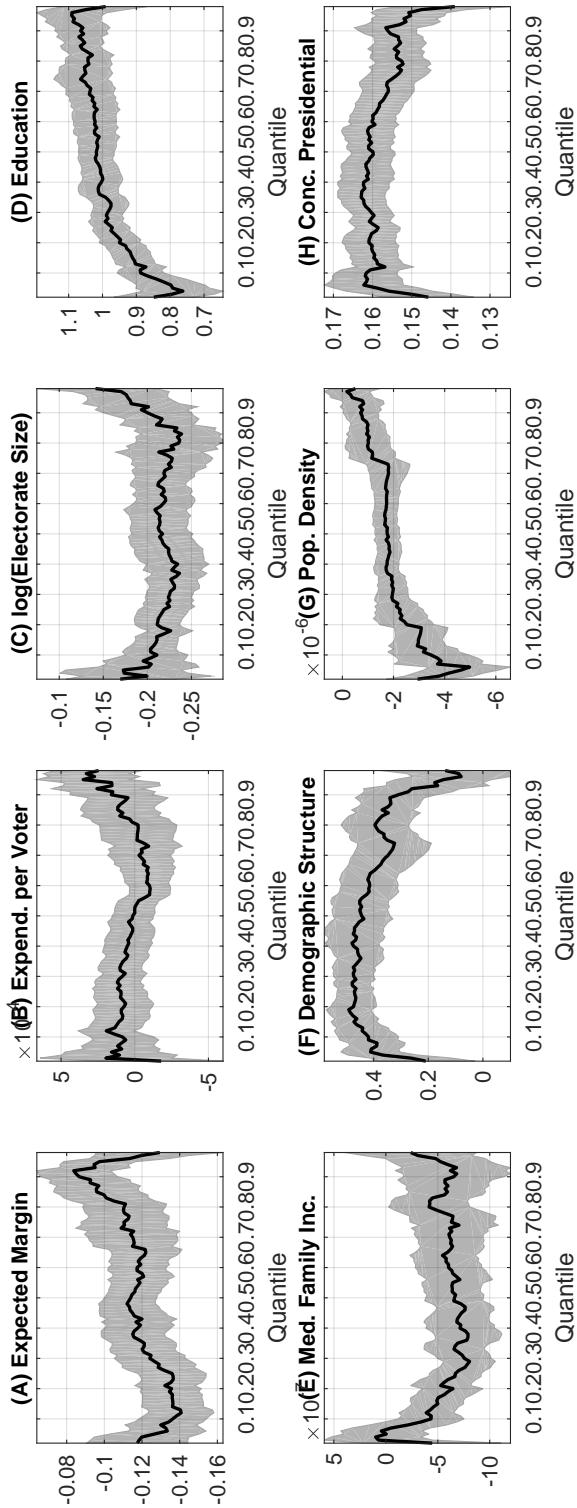 (A) Expected Margin
-0.08
-0.1
-0.12
-0.14
-0.16
0.10.20.30.40.50.60.70.80.9
Quantile
×10
(B) Expend. per Voter
5
0
-5
0.10.20.30.40.50.60.70.80.9
Quantile
(C) log(Electorate Size)
-0.1
-0.15
-0.2
-0.25
0.10.20.30.40.50.60.70.80.9
Quantile
(D) Education
1.1
1
0.9
0.8
0.7
0.10.20.30.40.50.60.70.80.9
Quantile
×10
(E) Med. Family Inc.
5
0
-5
-10
0.10.20.30.40.50.60.70.80.9
Quantile
(F) Demographic Structure
0.4
0.2
0
0.10.20.30.40.50.60.70.80.9
Quantile
×10⁻⁶(G) Pop. Density
0
-2
-4
-6
0.10.20.30.40.50.60.70.80.9
Quantile
(H) Conc. Presidential
0.17
0.16
0.15
0.14
0.13
0.10.20.30.40.50.60.70.80.9
Quantile